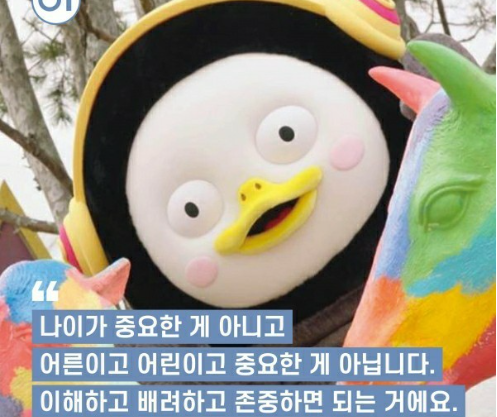 01
“
나이가 중요한 게 아니고
어른이고 어린이고 중요한 게 아닙니다.
이해하고 배려하고 존중하면 되는 거예요.